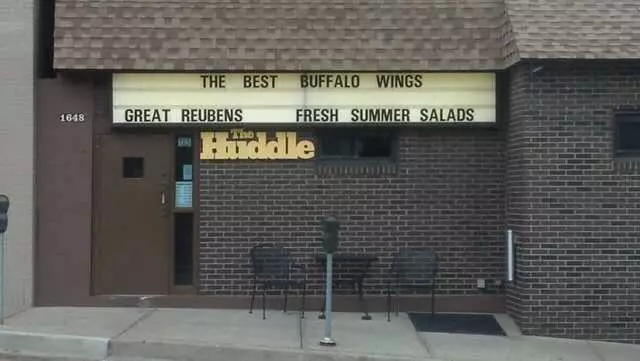 THE BEST BUFFALO WINGS
GREAT REUBENS FRESH SUMMER SALADS
1648
The
Huddle